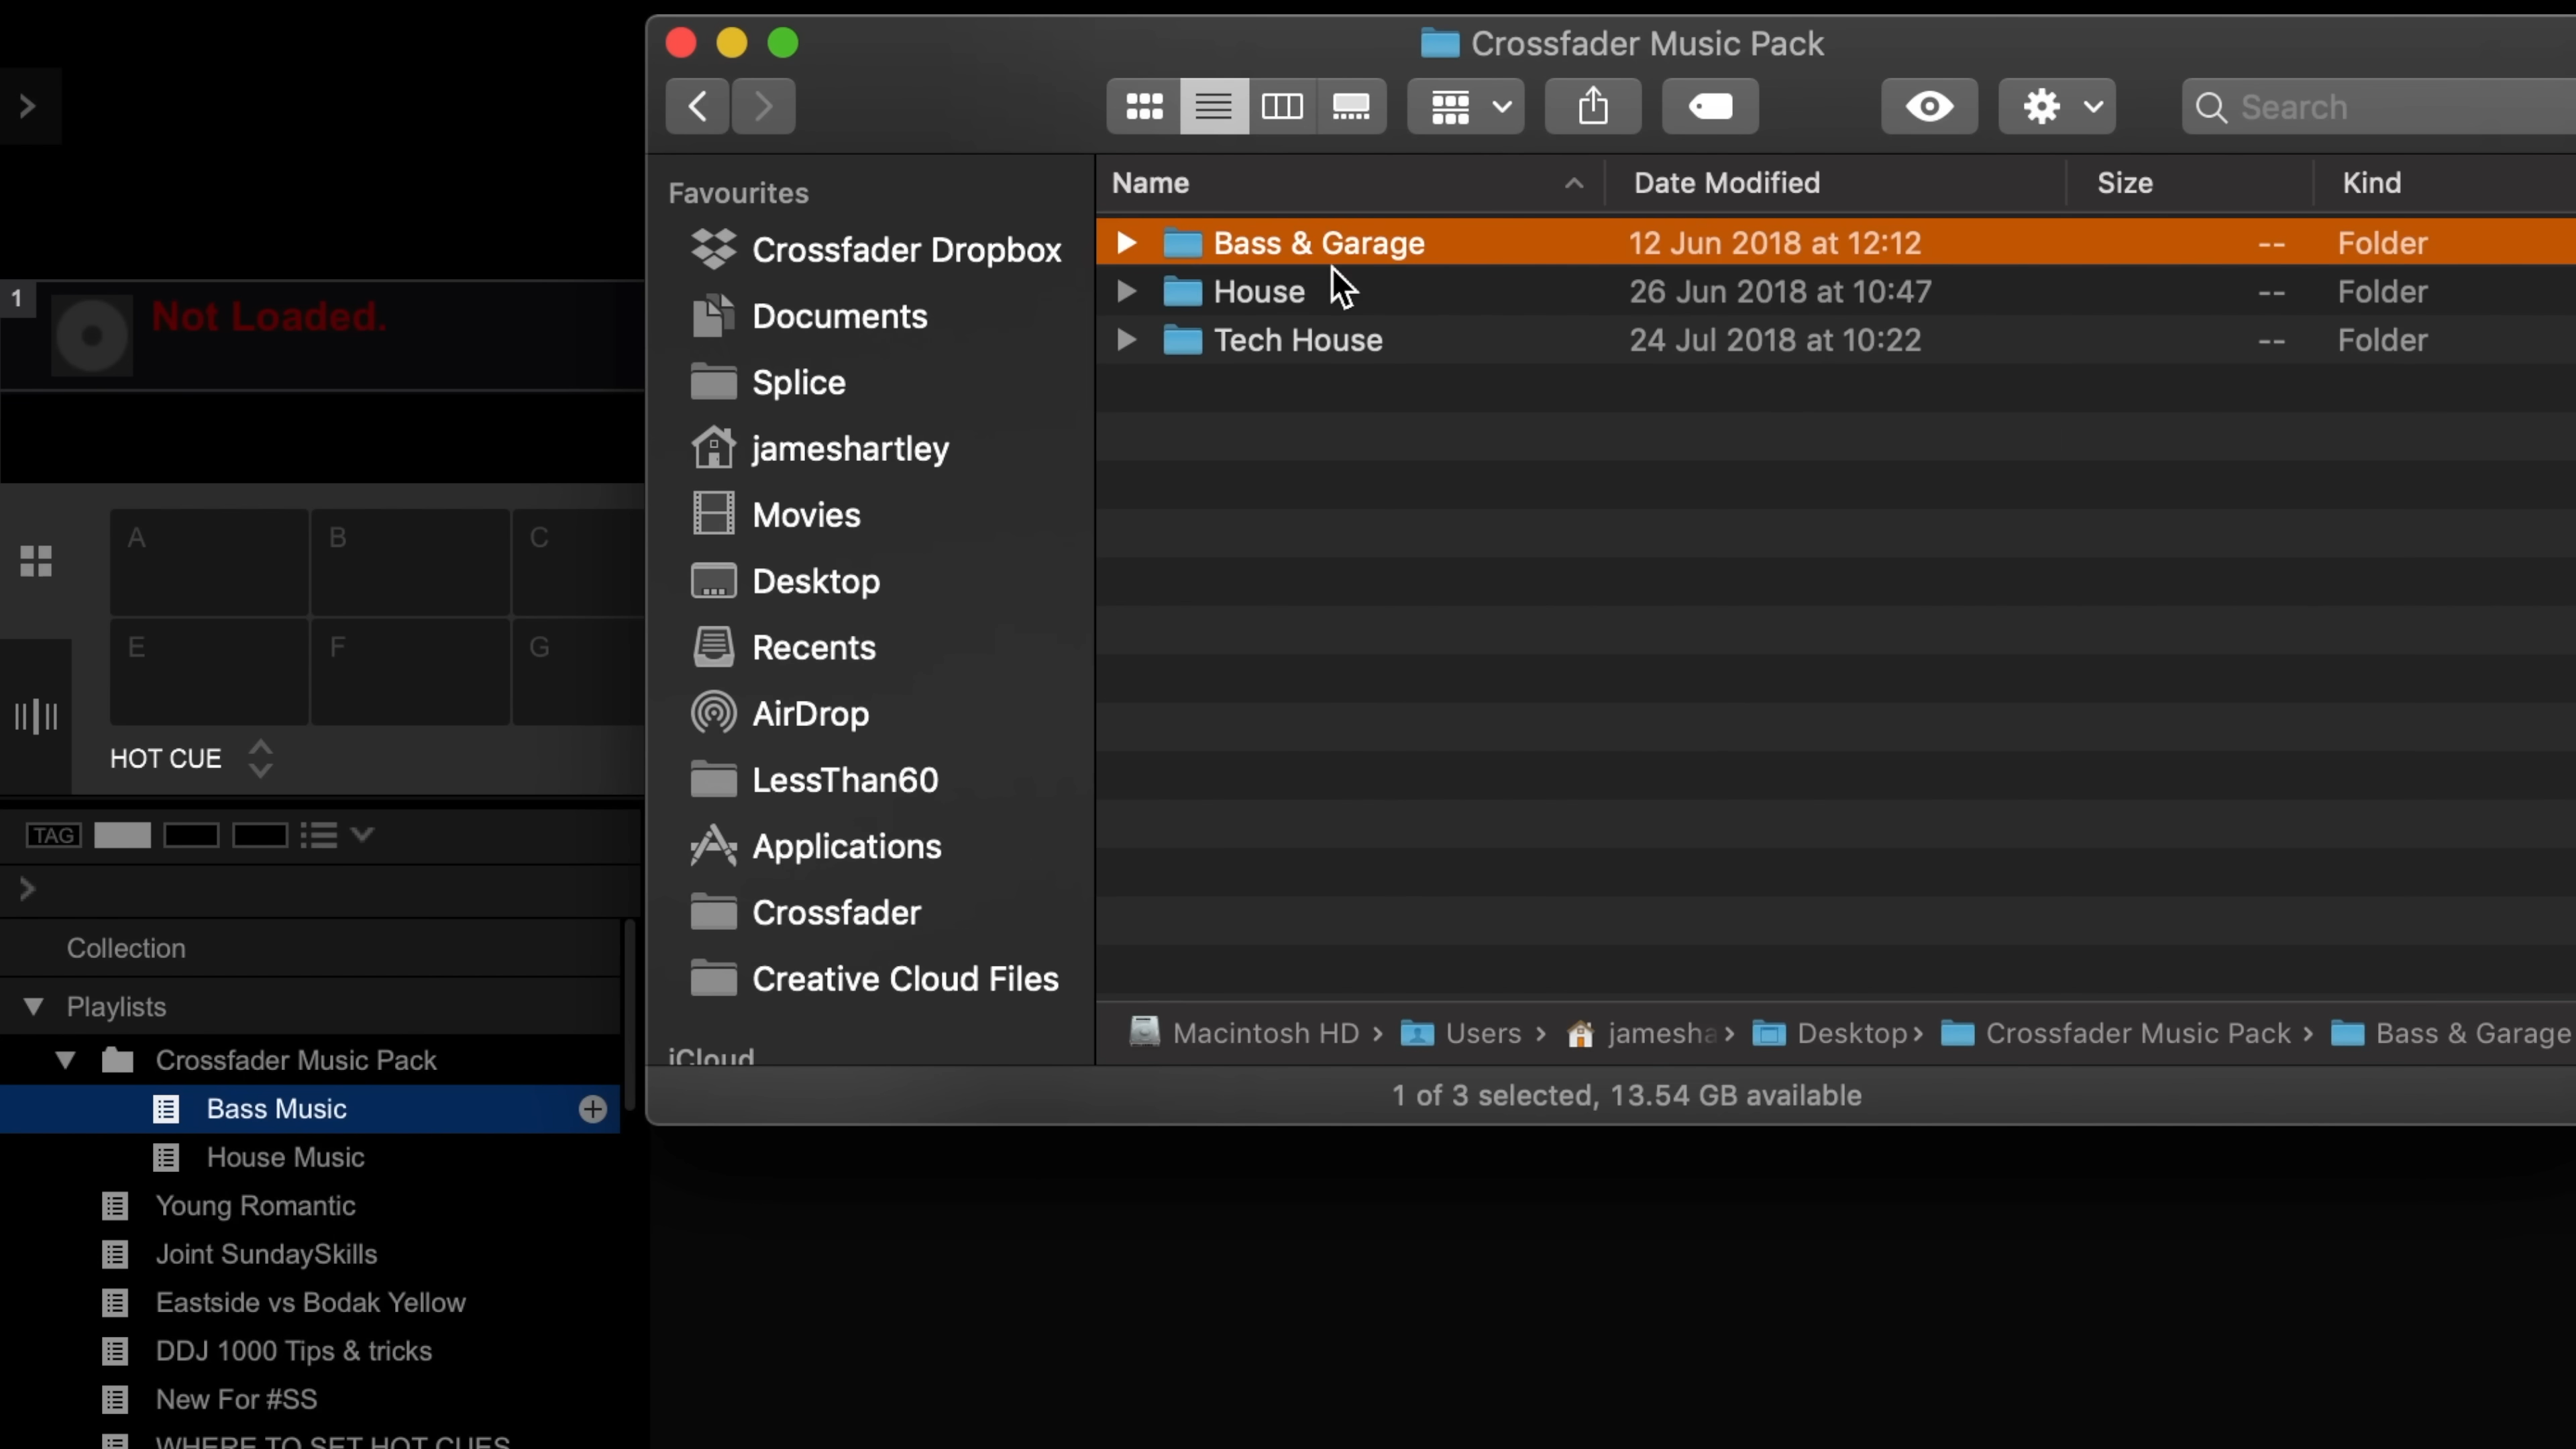 Crossfader Music Pack
Search
Favourites
Crossfader Dropbox
Documents
Splice
jameshartley
Movies
Desktop
Recents
AirDrop
LessThan60
Applications
Crossfader
Creative Cloud Files
iCloud
Name Date Modified Size Kind
Bass & Garage 12 Jun 2018 at 12:12 -- Folder
House 26 Jun 2018 at 10:47 -- Folder
Tech House 24 Jul 2018 at 10:22 -- Folder
Macintosh HD › Users › jamesha › Desktop › Crossfader Music Pack › Bass & Garage
1 of 3 selected, 13.54 GB available
1 Not Loaded.
A B C
E F G
HOT CUE
TAG
Collection
Playlists
Crossfader Music Pack
Bass Music
House Music
Young Romantic
Joint SundaySkills
Eastside vs Bodak Yellow
DDJ 1000 Tips & tricks
New For #SS
WHERE TO SET HOT CUES